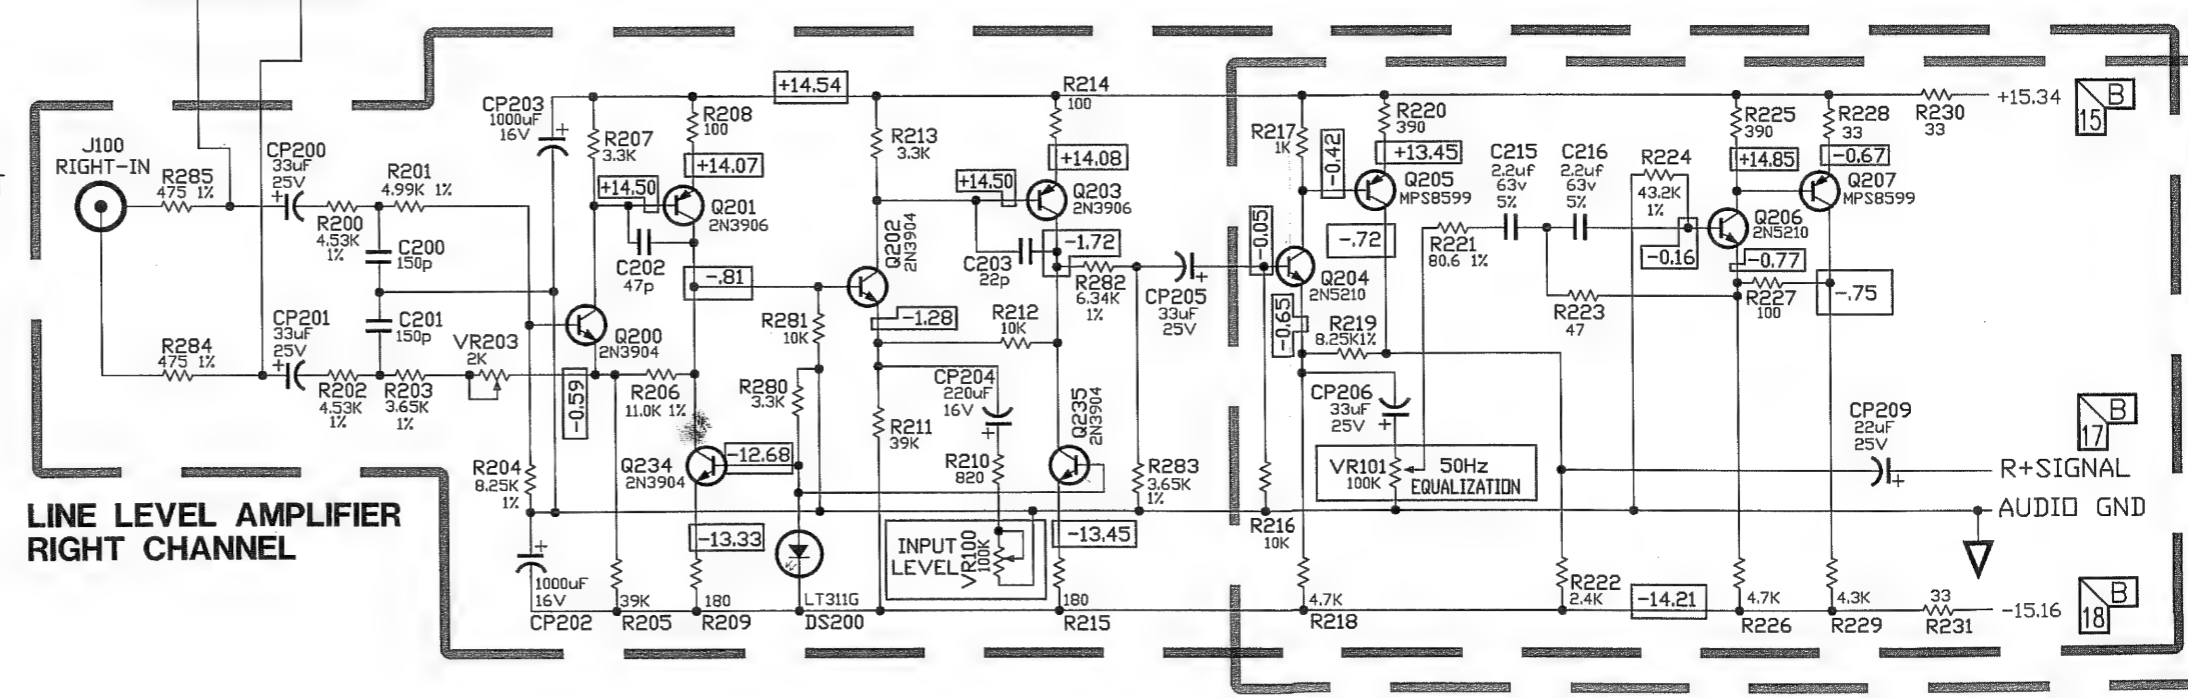 J100
RIGHT-IN
R285
475 1%
CP200
33uF
25V
+
R200
4.53K
1%
R201
4.99K 1%
C200
150p
C201
150p
R284
475 1%
CP201
33uF
25V
+
R202
4.53K
1%
R203
3.65K
1%
VR203
2K
LINE LEVEL AMPLIFIER
RIGHT CHANNEL
CP203
1000uF
16V
+
R207
3.3K
R208
100
+14.54
+14.07
+14.50
Q201
2N3906
C202
47p
-.81
Q200
2N3904
-0.59
R206
11.0K 1%
R204
8.25K
1%
Q234
2N3904
-12.68
-13.33
+
1000uF
16V
CP202
39K
R205
180
R209
LT311G
DS200
R281
10K
R280
3.3K
R213
3.3K
Q202
2N3904
-1.28
R214
100
+14.08
+14.50
Q203
2N3906
C203
22p
-1.72
R212
10K
R282
6.34K
1%
CP204
220uF
16V
+
R211
39K
R210
820
Q235
2N3904
INPUT
LEVEL
VR100
100K
-13.45
180
R215
R283
3.65K
1%
CP205
33uF
25V
+
-0.05
R217
1K
-0.42
R220
390
+13.45
Q205
MPS8599
Q204
2N5210
-0.65
-.72
R219
8.25K1%
CP206
33uF
25V
+
R216
10K
VR101
100K
50Hz
EQUALIZATION
4.7K
R218
R221
80.6 1%
C215
2.2uf
63v
5%
C216
2.2uf
63v
5%
R223
47
R224
43.2K
1%
-0.16
R225
390
+14.85
Q206
2N5210
-0.77
R227
100
R228
33
-0.67
Q207
MPS8599
-.75
R230
33
+15.34
B
15
CP209
22uF
25V
+
R+SIGNAL
B
17
AUDIO GND
R222
2.4K
-14.21
4.7K
R226
4.3K
R229
33
R231
-15.16
B
18